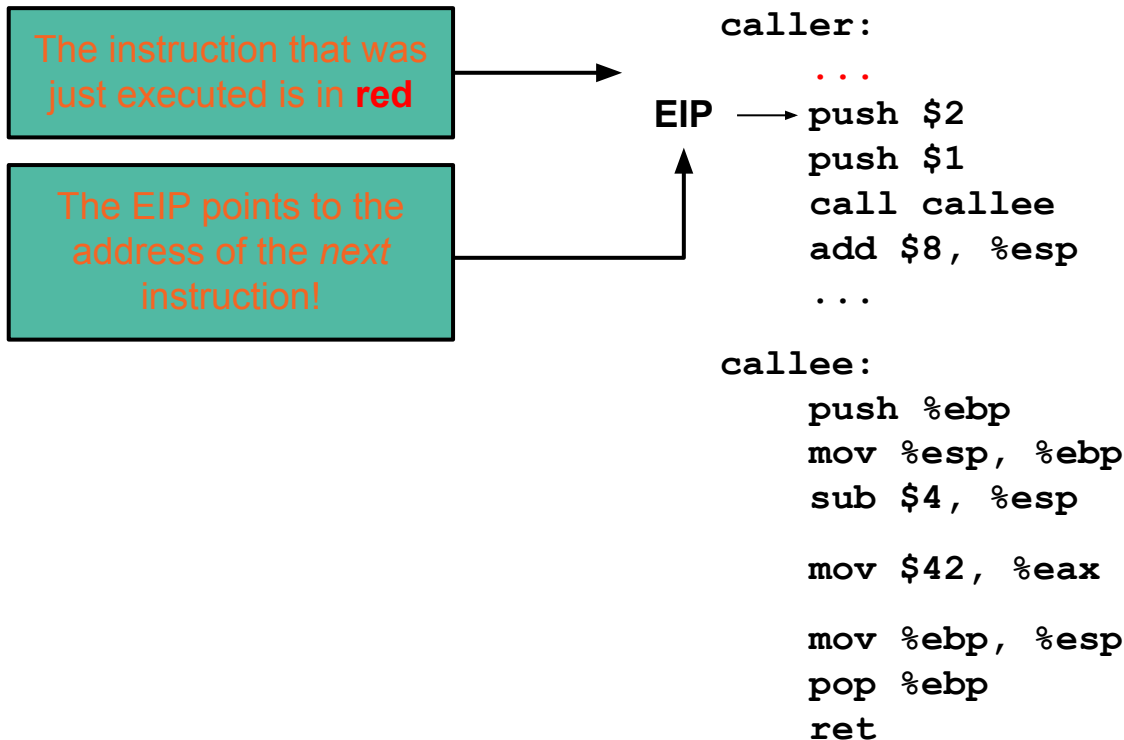 The instruction that was
just executed is in red
The EIP points to the
address of the next
instruction!
EIP
caller:
...
push $2
push $1
call callee
add $8, %esp
...
callee:
push %ebp
mov %esp, %ebp
sub $4, %esp
mov $42, %eax
mov %ebp, %esp
pop %ebp
ret